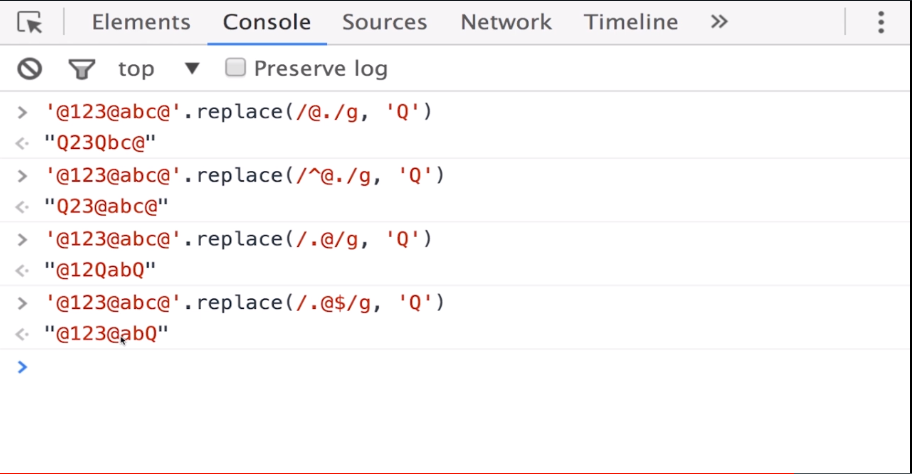 Elements Console Sources Network Timeline »
top ▼ Preserve log
> '@123@abc@'.replace(/@./g, 'Q')
"Q23Qbc@"
> '@123@abc@'.replace(/^@./g, 'Q')
"Q23@abc@"
> '@123@abc@'.replace(/.@/g, 'Q')
"@12QabQ"
> '@123@abc@'.replace(/.@$/g, 'Q')
"@123@abQ"
>